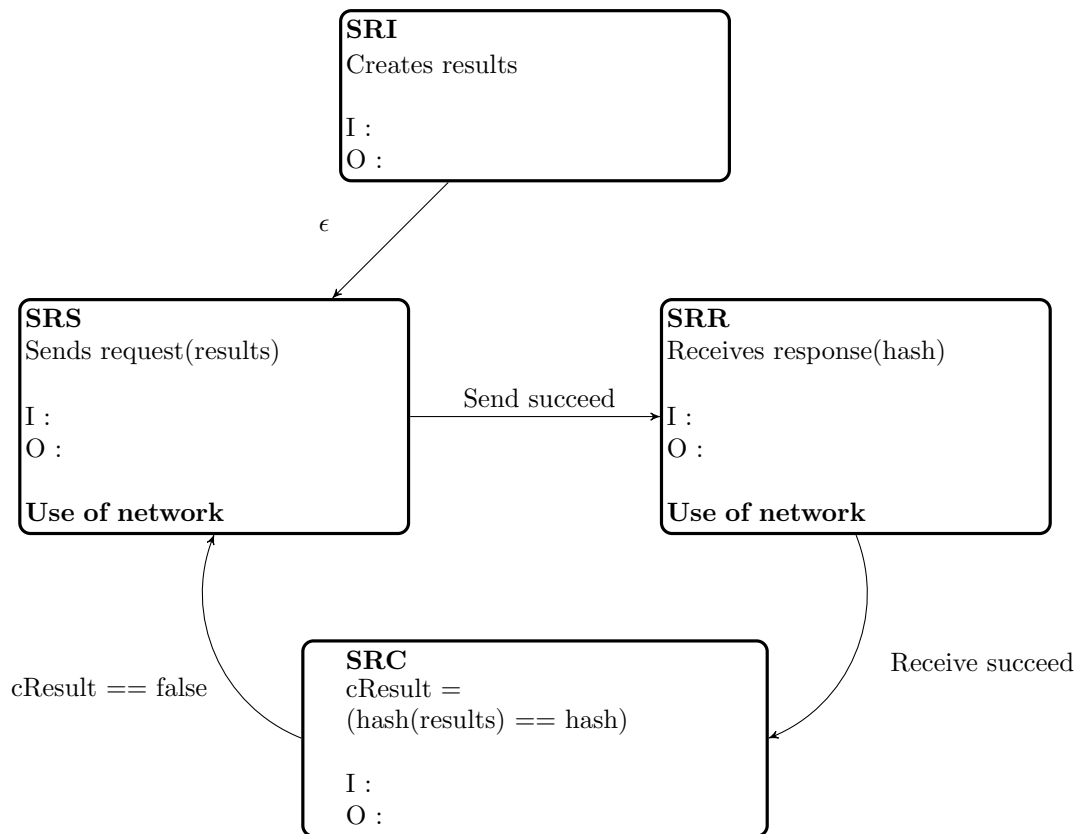 SRI
Creates results
I :
O :
ϵ
SRS
Sends request(results)
I :
O :
Use of network
Send succeed
SRR
Receives response(hash)
I :
O :
Use of network
cResult == false
Receive succeed
SRC
cResult =
(hash(results) == hash)
I :
O :